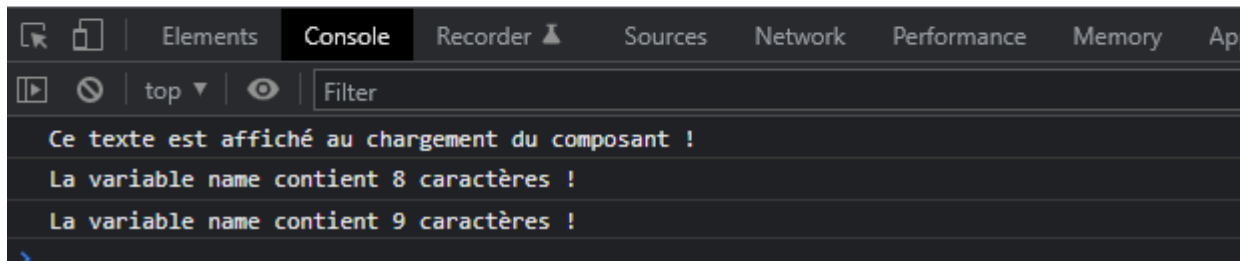 Elements Console Recorder Sources Network Performance Memory Ap
top Filter
Ce texte est affiché au chargement du composant !
La variable name contient 8 caractères !
La variable name contient 9 caractères !